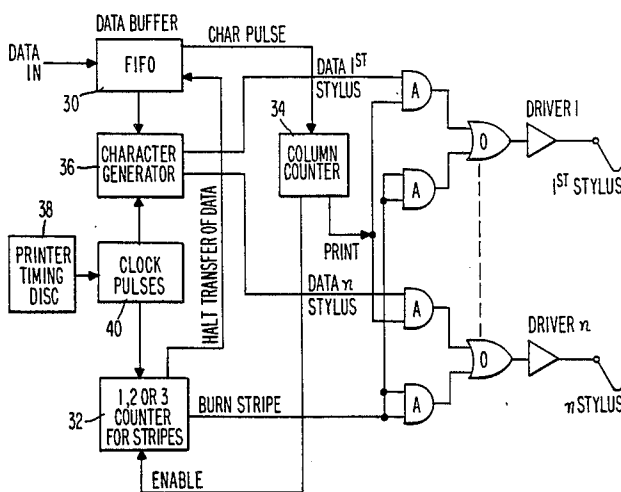 DATA BUFFER
DATA
IN
FIFO
30
CHAR PULSE
DATA 1ST
STYLUS
34
COLUMN
COUNTER
36
CHARACTER
GENERATOR
38
PRINTER
TIMING
DISC
CLOCK
PULSES
40
HALT TRANSFER OF DATA
PRINT
DATA n
STYLUS
32
1,2 OR 3
COUNTER
FOR STRIPES
BURN STRIPE
ENABLE
A
A
O
DRIVER 1
1ST STYLUS
A
A
O
DRIVER n
n STYLUS